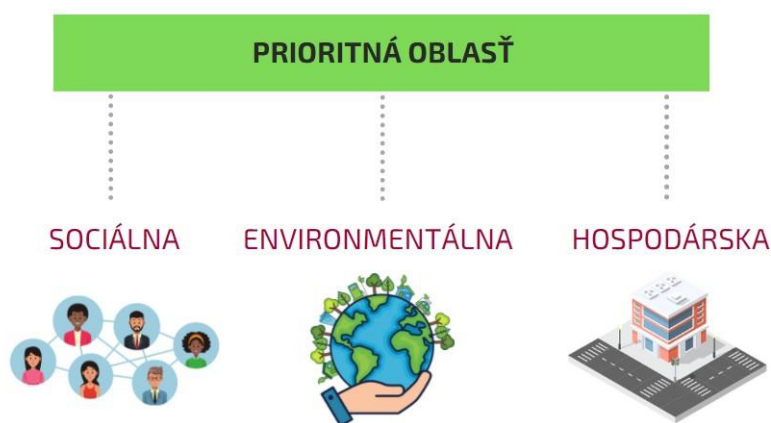 PRIORITNÁ OBLASŤ
SOCIÁLNA
ENVIRONMENTÁLNA
HOSPODÁRSKA